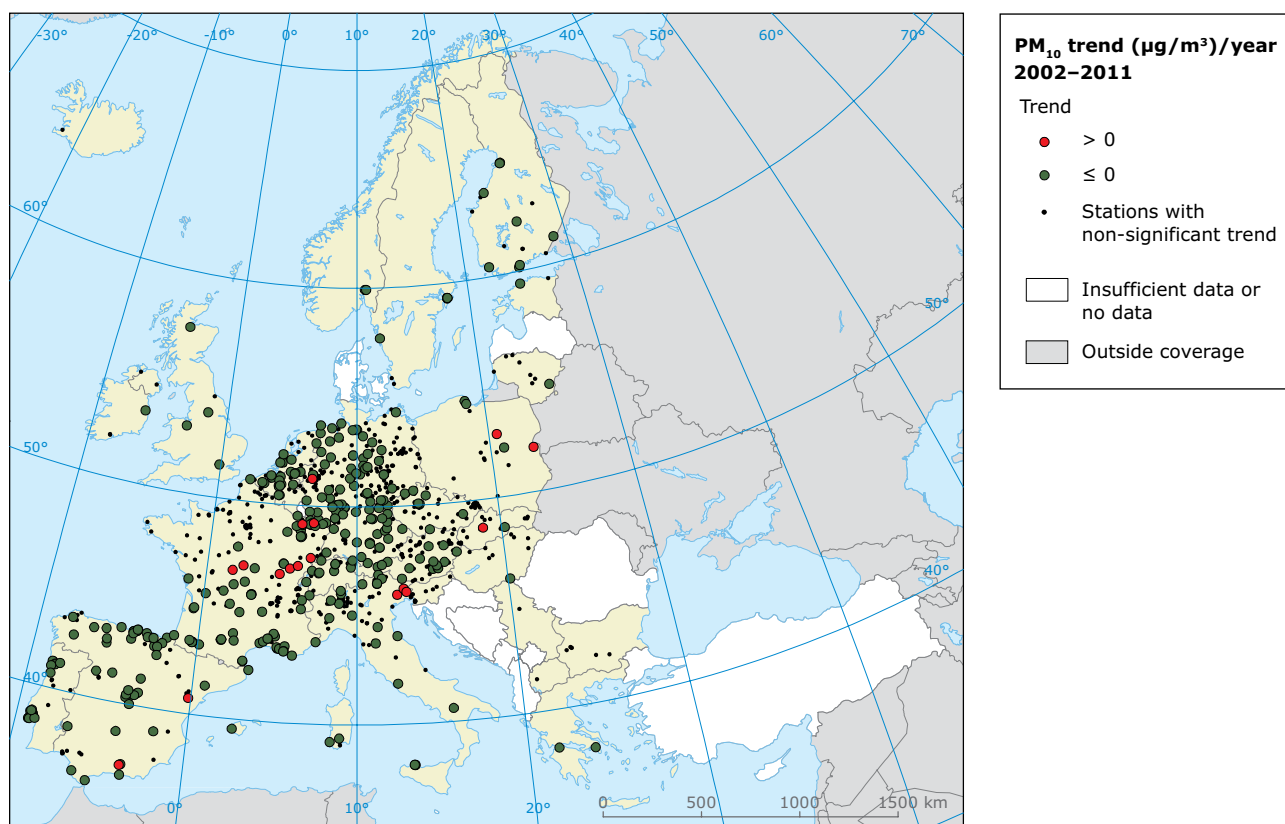 -30° -20° -10° 0° 10° 20° 30° 40° 50° 60° 70°
60°
50°
50°
40°
40°
0° 10° 20°
0 500 1000 1500 km
PM₁₀ trend (µg/m³)/year
2002–2011
Trend
> 0
≤ 0
Stations with
non-significant trend
Insufficient data or
no data
Outside coverage